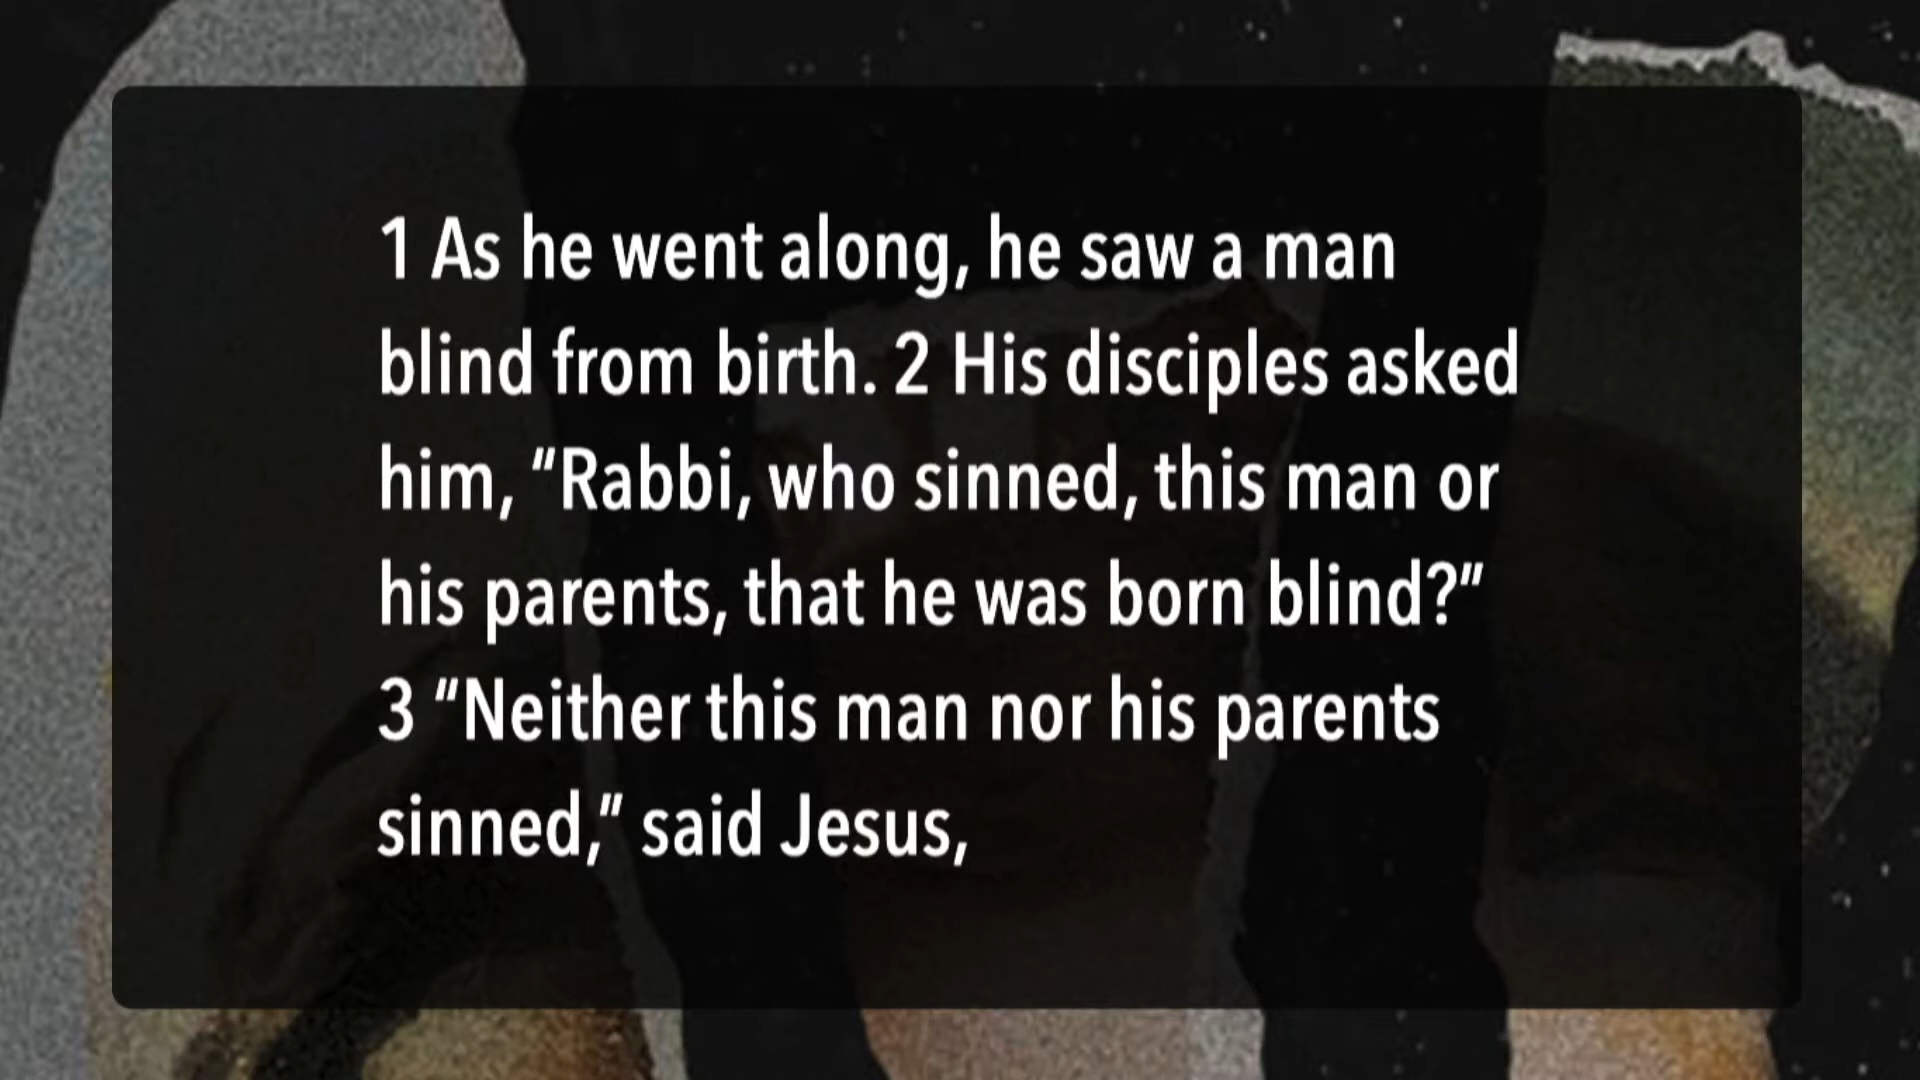 1 As he went along, he saw a man
blind from birth. 2 His disciples asked
him, “Rabbi, who sinned, this man or
his parents, that he was born blind?”
3 “Neither this man nor his parents
sinned,” said Jesus,